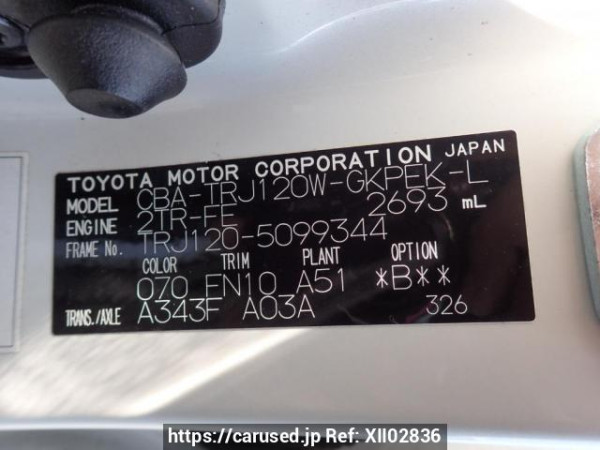 TOYOTA MOTOR CORPORATION JAPAN
MODEL CBA-TRJ120W-GKPEK-L
ENGINE 2TR-FE 2693 mL
FRAME No. TRJ120-5099344
COLOR TRIM PLANT OPTION
070 FN10 A51 *B**
TRANS./AXLE A343F A03A 326
https://carused.jp Ref: XII02836